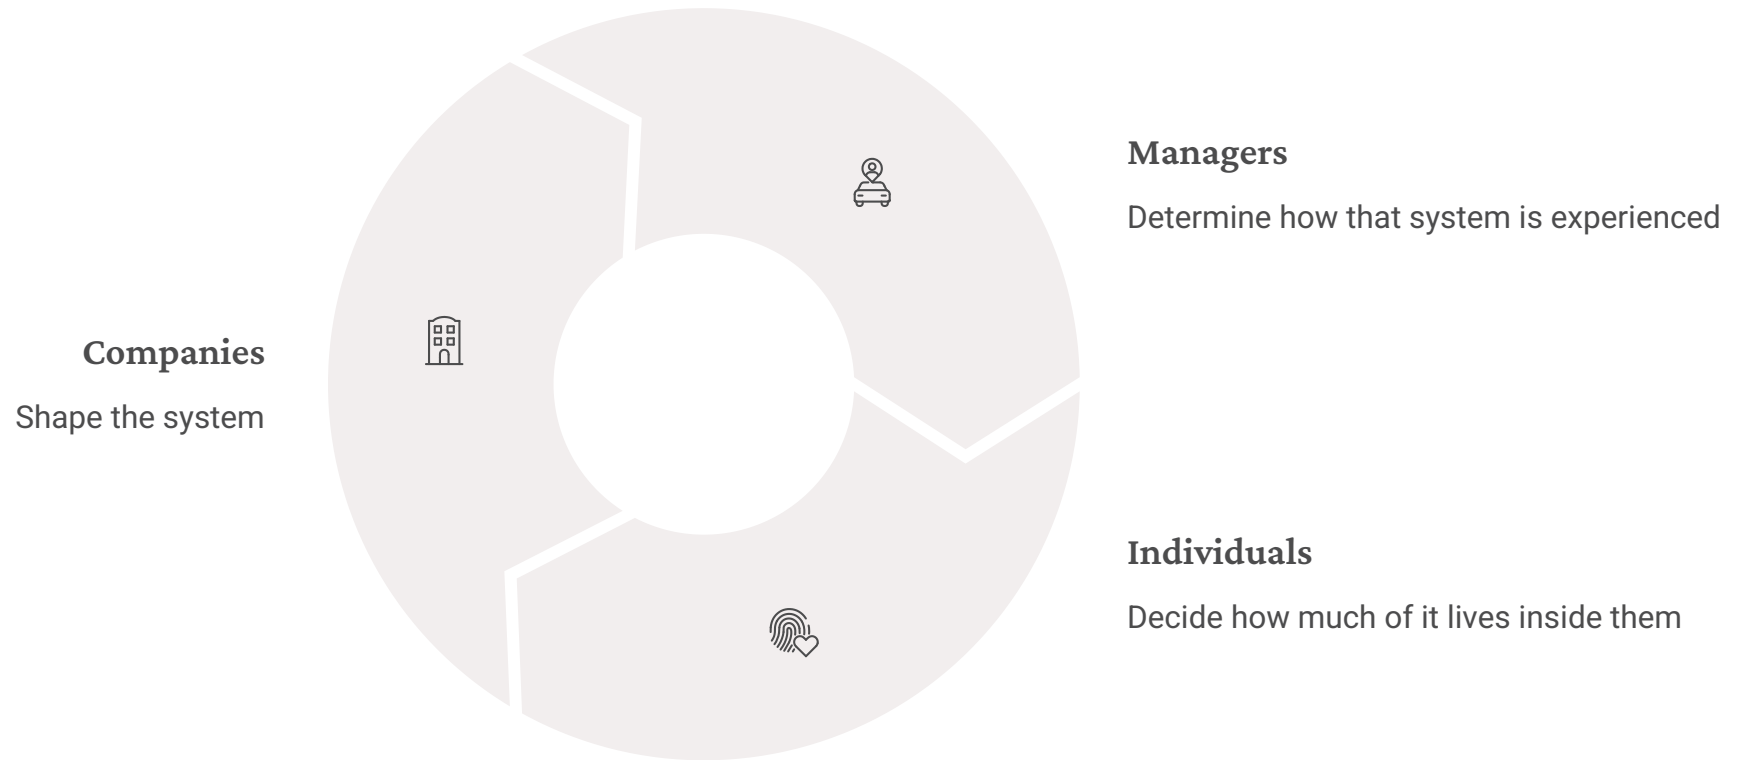 Managers
Determine how that system is experienced
Companies
Shape the system
Individuals
Decide how much of it lives inside them